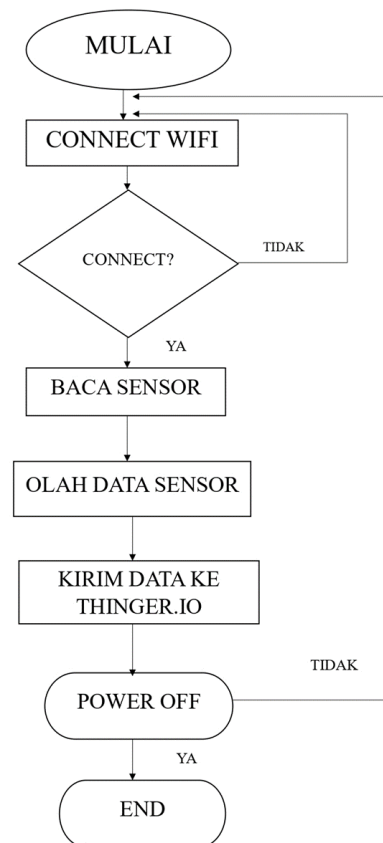 MULAI
CONNECT WIFI
CONNECT?
TIDAK
YA
BACA SENSOR
OLAH DATA SENSOR
KIRIM DATA KE
THINGER.IO
TIDAK
POWER OFF
YA
END